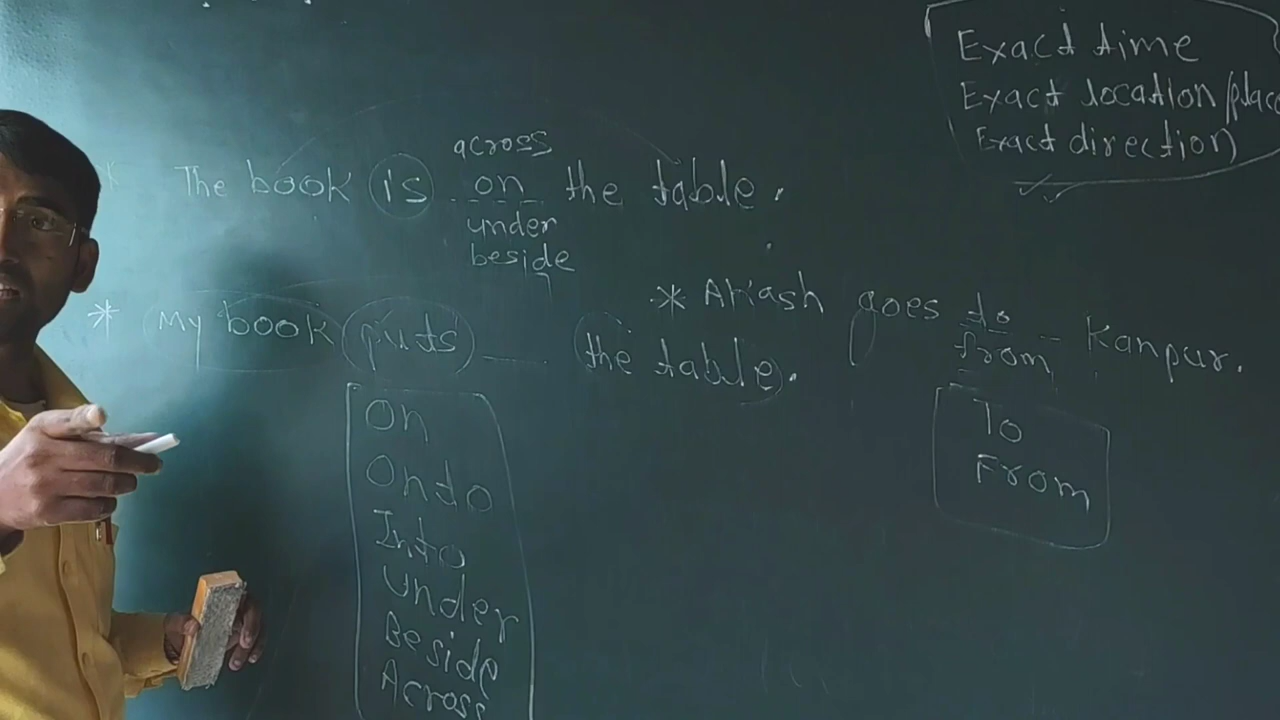 Exact time
Exact location/place
Exact direction
across
The book is on the table.
under
beside
* My book puts ___ the table.
On
Onto
Into
Under
Beside
Across
* Akash goes to Kanpur.
from
To
From